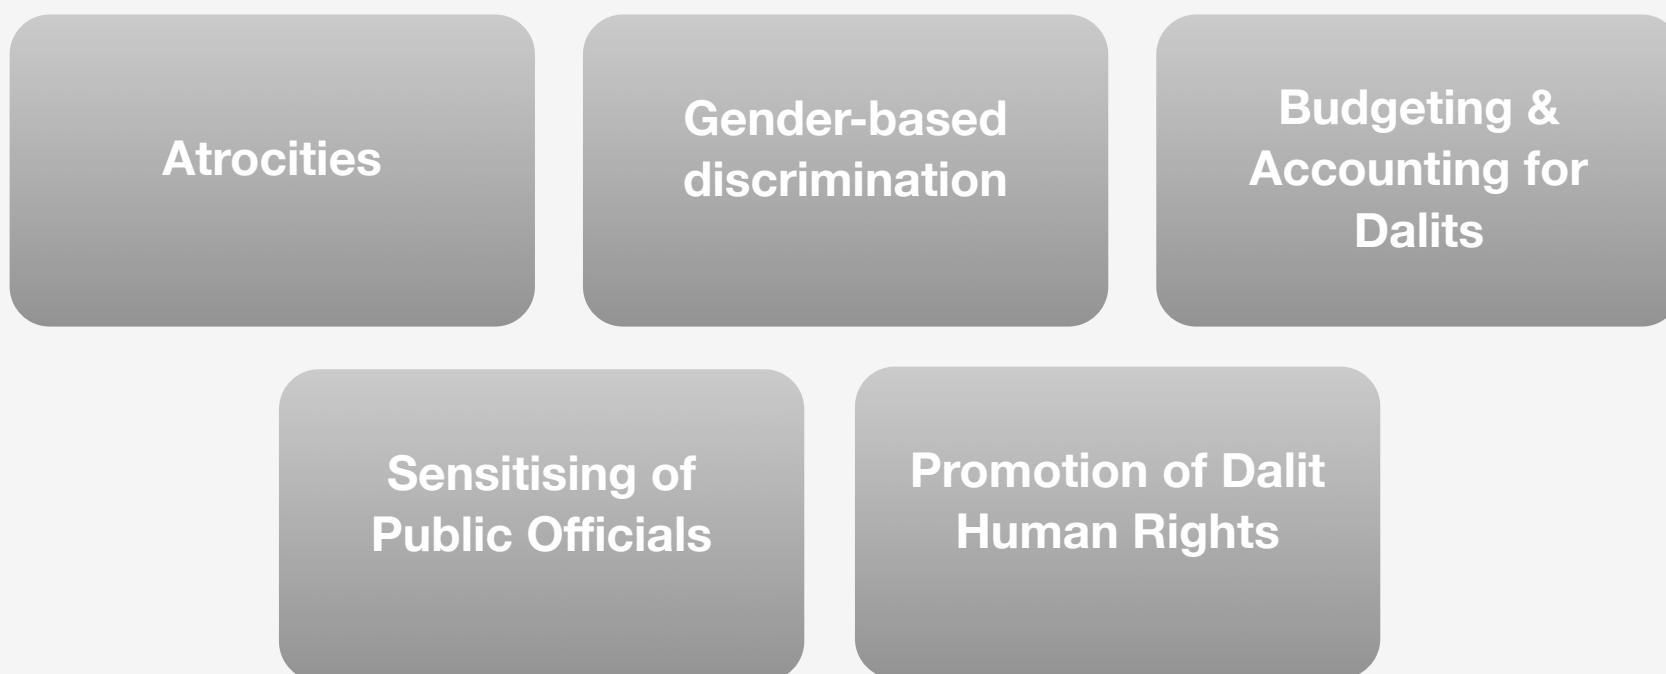 Atrocities
Gender-based
discrimination
Budgeting &
Accounting for
Dalits
Sensitising of
Public Officials
Promotion of Dalit
Human Rights